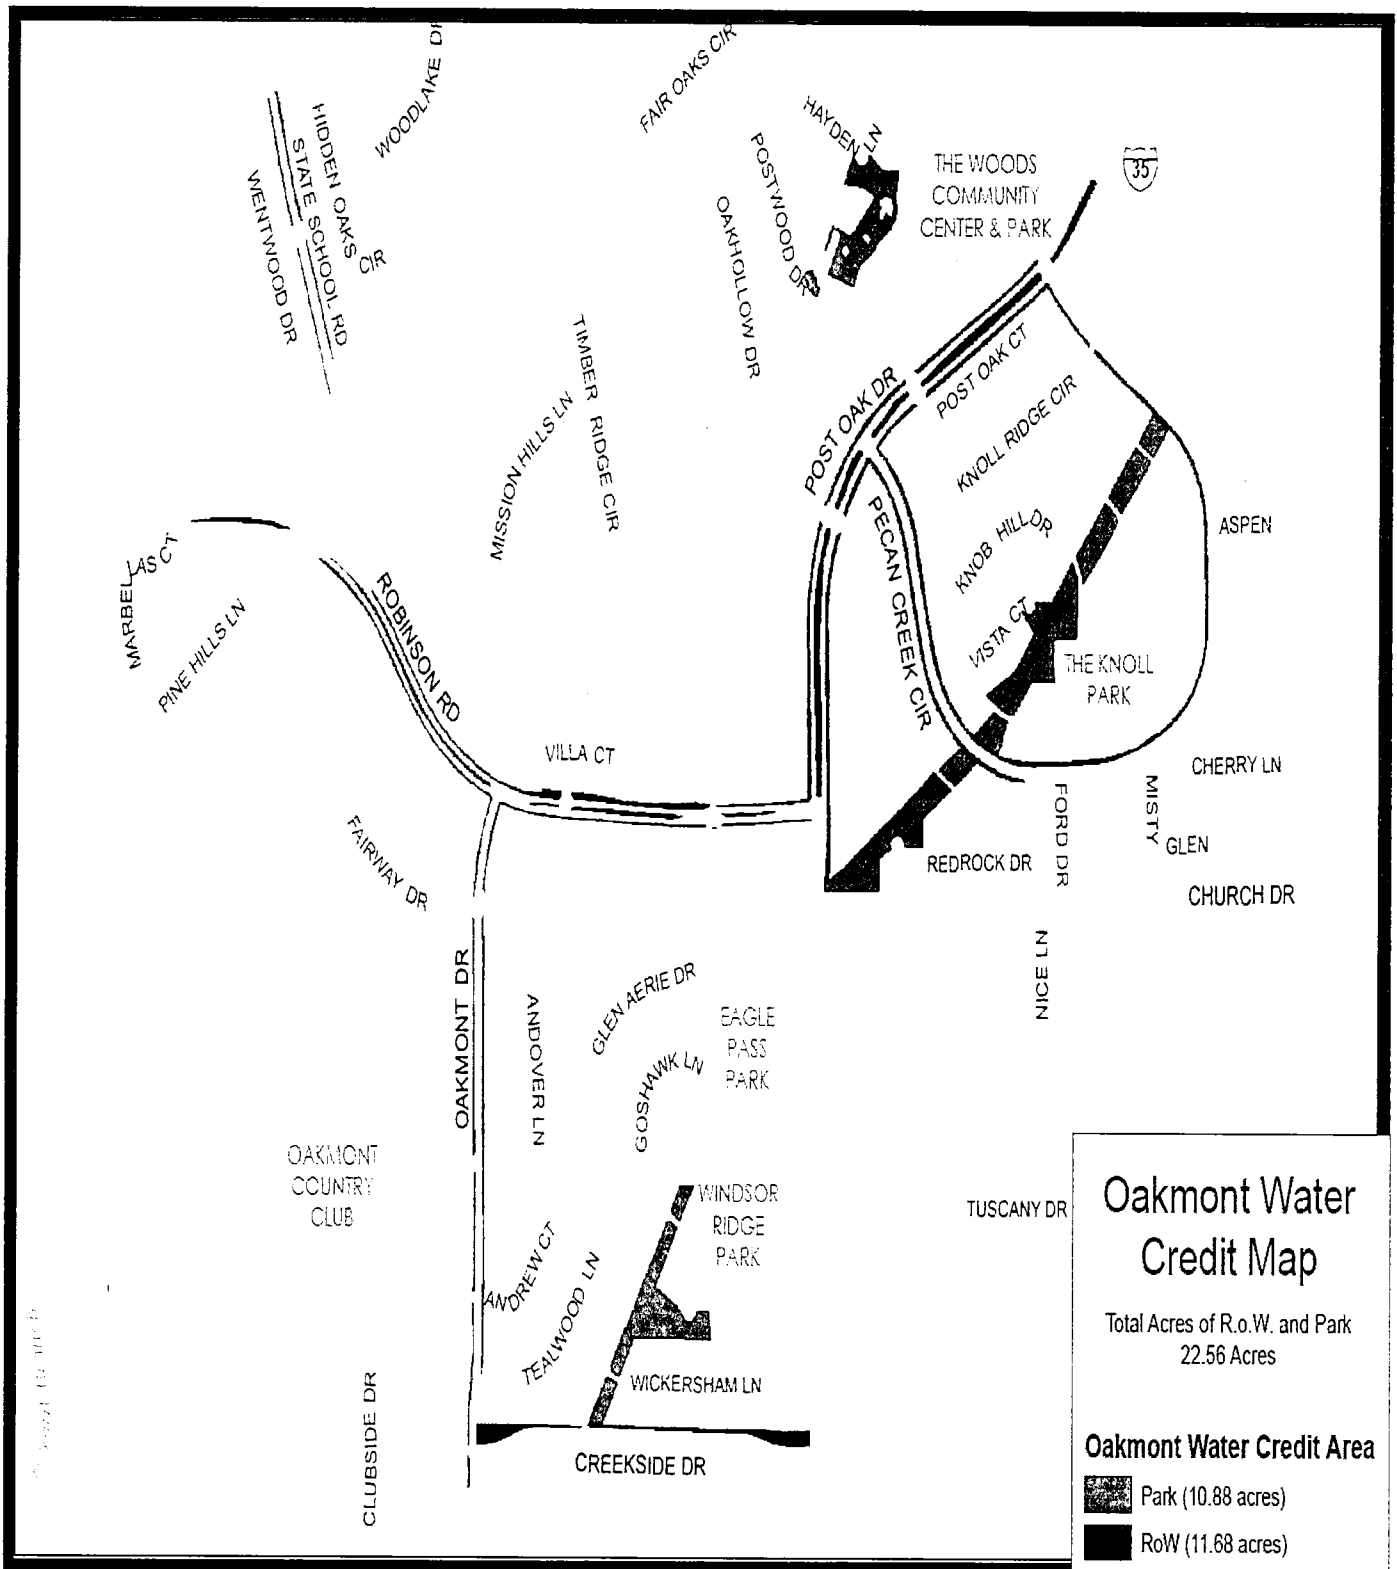 WOODLAKE DR
FAIR OAKS CIR
HIDDEN OAKS CIR
STATE SCHOOL RD
WENTWOOD DR
HAYDEN LN
POSTWOOD DR
OAKHOLLOW DR
THE WOODS
COMMUNITY
CENTER & PARK
35
TIMBER RIDGE CIR
MISSION HILLS LN
POST OAK DR
POST OAK CT
KNOLL RIDGE CIR
KNOB HILL DR
VISTA CT
PECAN CREEK CIR
ASPEN
THE KNOLL
PARK
MARBELLAS CT
PINE HILLS LN
ROBINSON RD
VILLA CT
CHERRY LN
MISTY
GLEN
FORD DR
REDROCK DR
CHURCH DR
NICE LN
FAIRWAY DR
OAKMONT DR
ANDOVER LN
GLEN AERIE DR
GOSHAWK LN
EAGLE
PASS
PARK
OAKMONT
COUNTRY
CLUB
WINDSOR
RIDGE
PARK
ANDREW CT
TEALWOOD LN
WICKERSHAM LN
CREEKSIDE DR
CLUBSIDE DR
TUSCANY DR
Oakmont Water
Credit Map
Total Acres of R.o.W. and Park
22.56 Acres
Oakmont Water Credit Area
Park (10.88 acres)
RoW (11.68 acres)